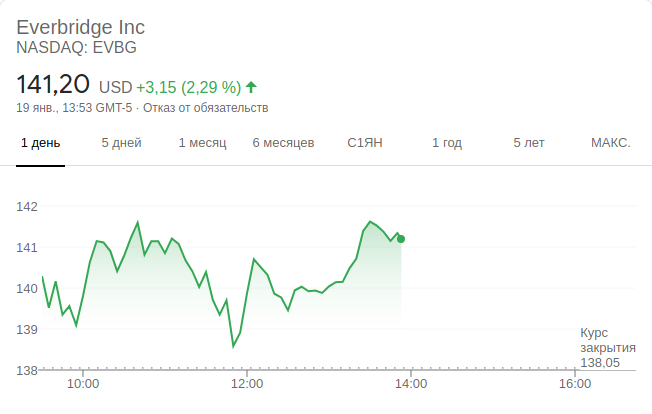 Everbridge Inc
NASDAQ: EVBG
141,20 USD +3,15 (2,29 %)
19 янв., 13:53 GMT-5 · Отказ от обязательств
1 день 5 дней 1 месяц 6 месяцев С1ЯН 1 год 5 лет МАКС.
142
141
140
139
138
Курс
закрытия
138,05
10:00 12:00 14:00 16:00